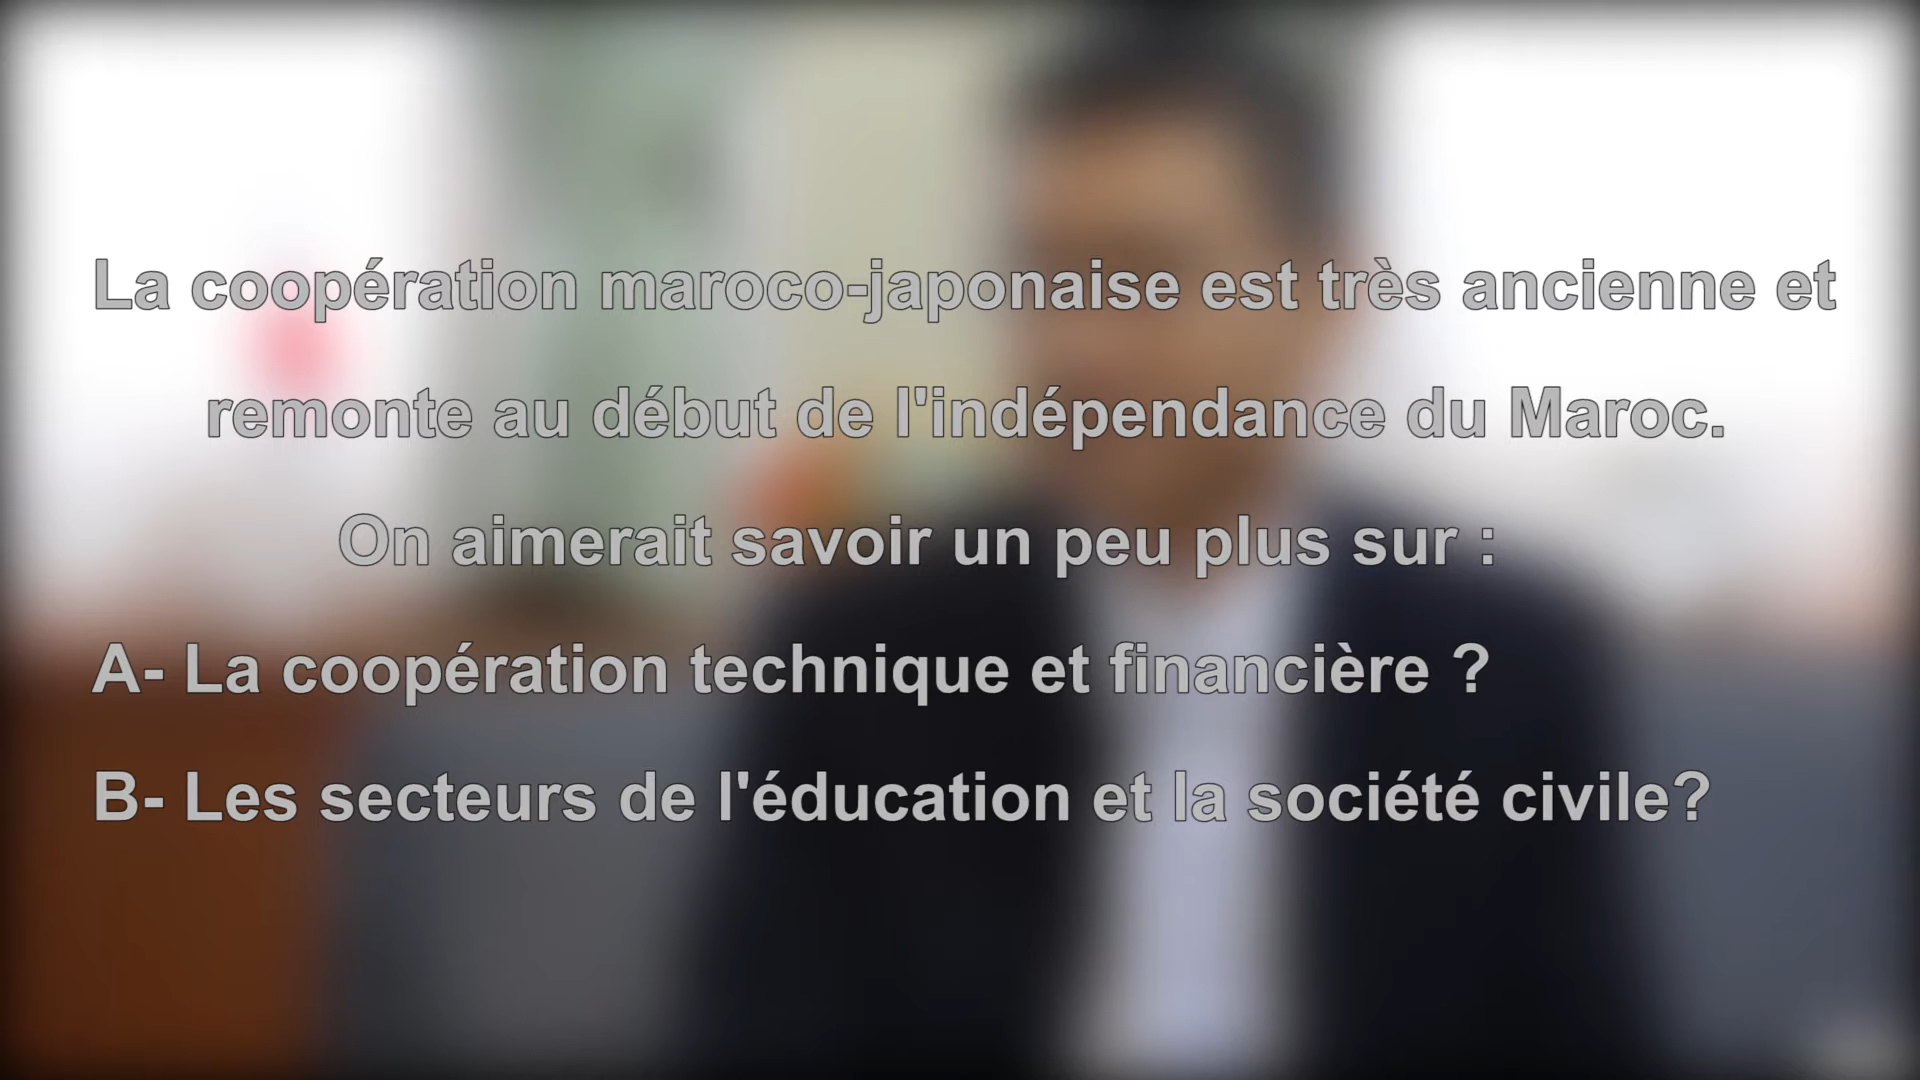 La coopération maroco-japonaise est très ancienne et
remonte au début de l'indépendance du Maroc.
On aimerait savoir un peu plus sur :
A- La coopération technique et financière ?
B- Les secteurs de l'éducation et la société civile?